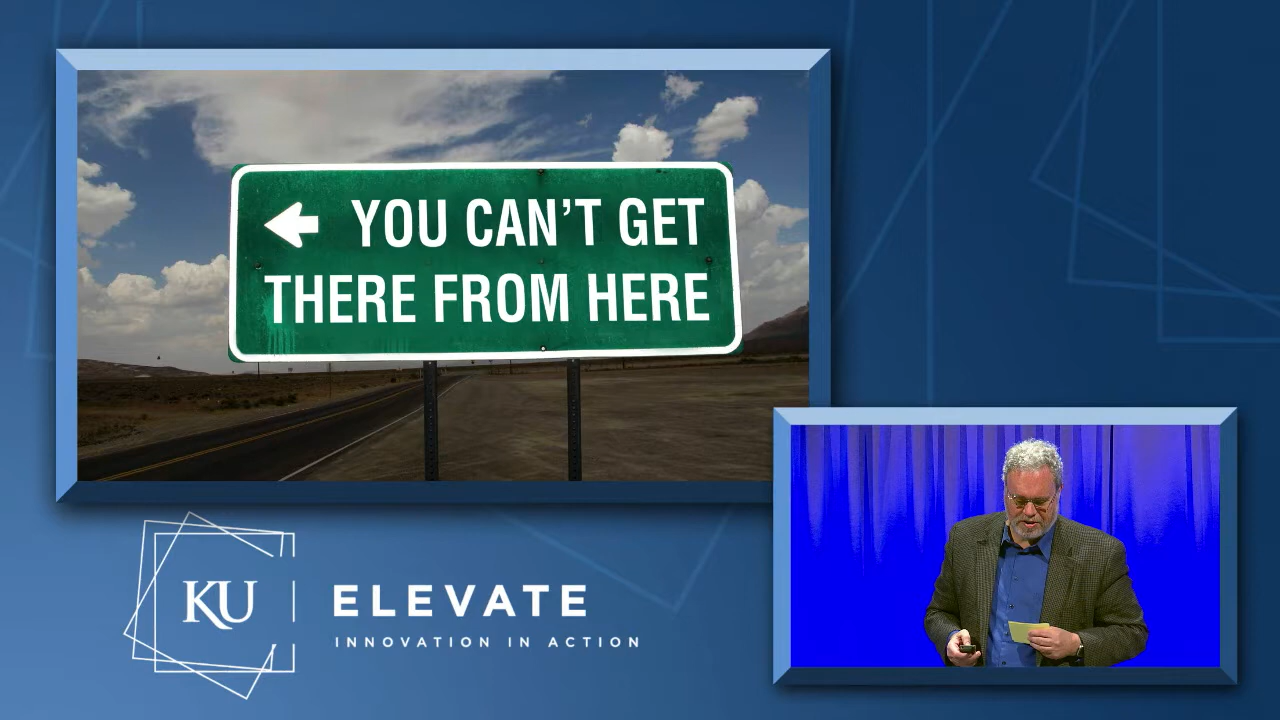 YOU CAN'T GET
THERE FROM HERE
KU
ELEVATE
INNOVATION IN ACTION